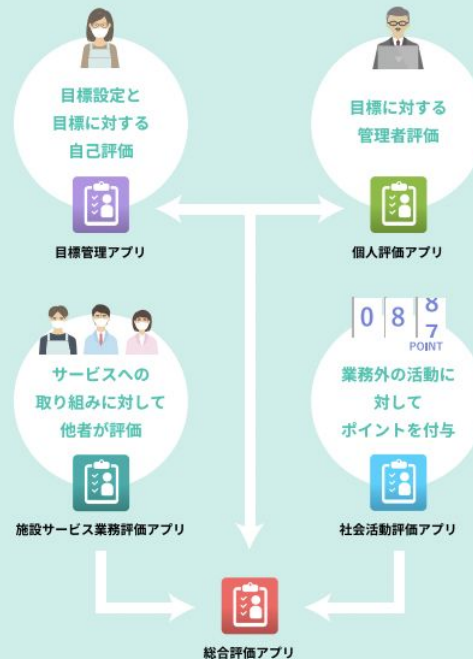 目標設定と
目標に対する
自己評価
目標管理アプリ
目標に対する
管理者評価
個人評価アプリ
サービスへの
取り組みに対して
他者が評価
施設サービス業務評価アプリ
0 8 8
7
POINT
業務外の活動に
対して
ポイントを付与
社会活動評価アプリ
総合評価アプリ